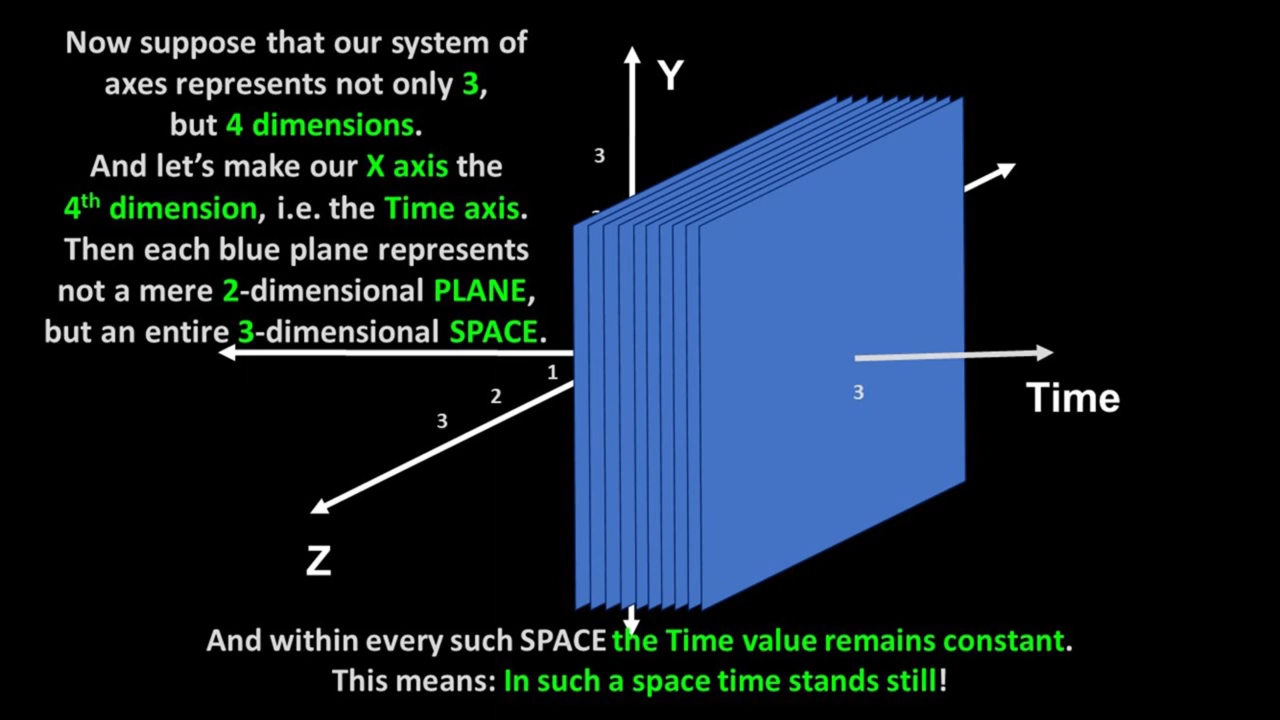 Now suppose that our system of
axes represents not only 3,
but 4 dimensions.
And let's make our X axis the
4th dimension, i.e. the Time axis.
Then each blue plane represents
not a mere 2-dimensional PLANE,
but an entire 3-dimensional SPACE.
Y
3
1
2
3
3
Time
Z
And within every such SPACE the Time value remains constant.
This means: In such a space time stands still!